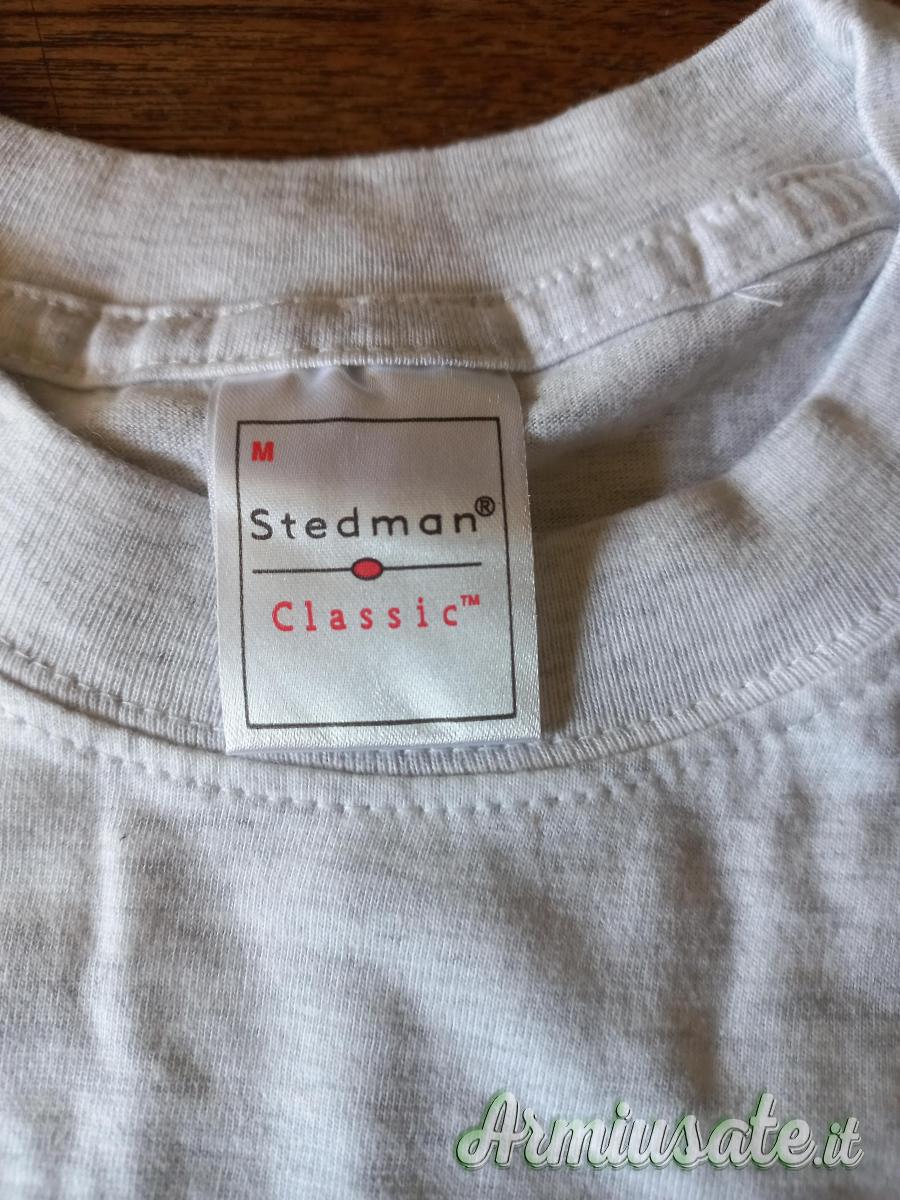 M
Stedman®
Classic™
Armiusate.it